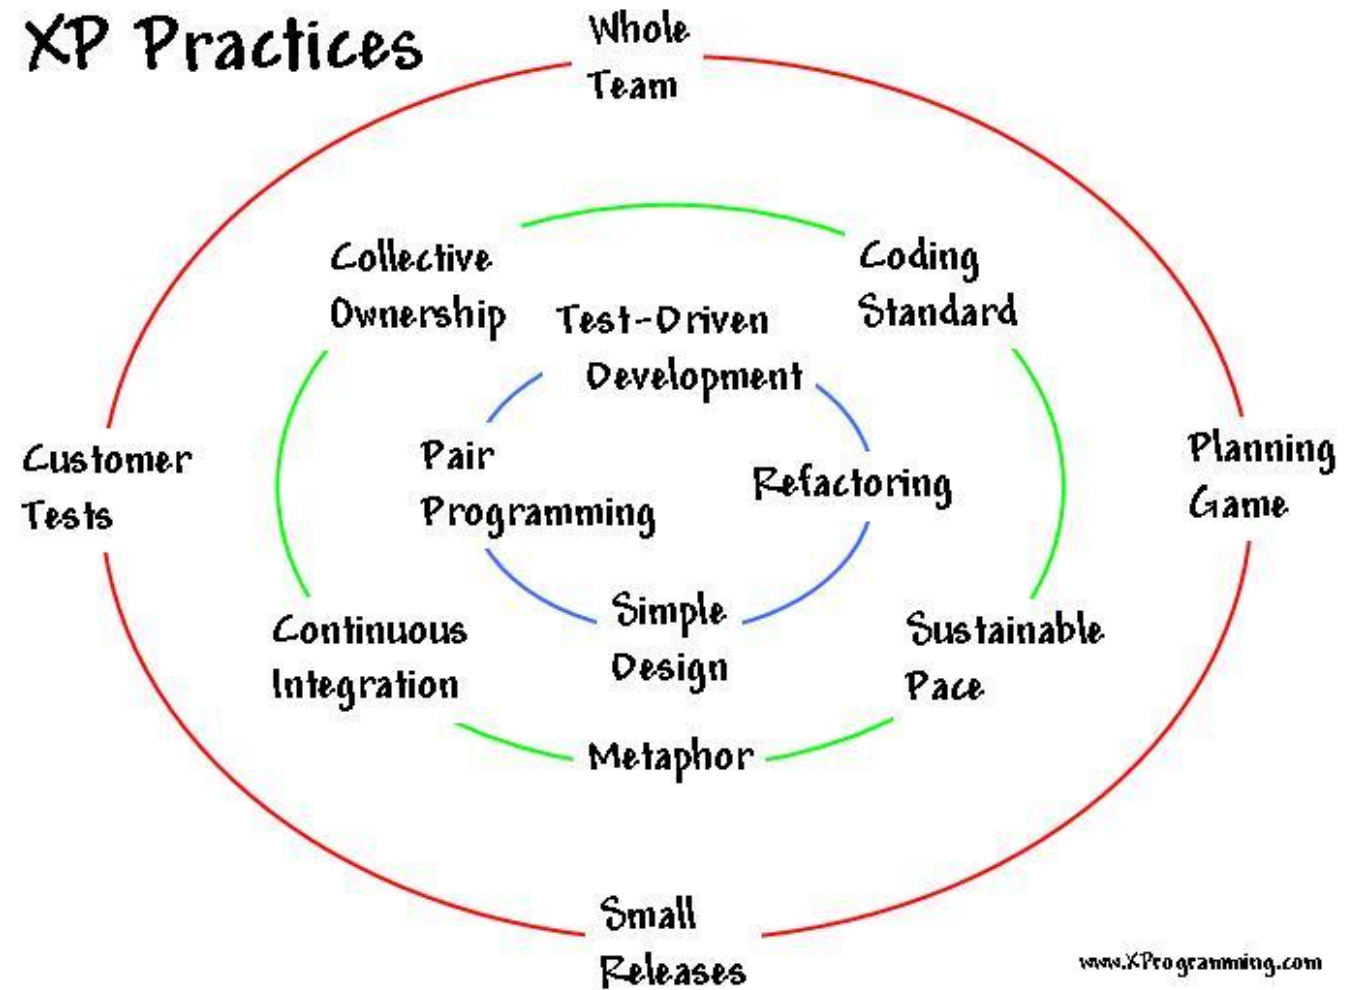 XP Practices
Whole
Team
Collective
Ownership
Coding
Standard
Test-Driven
Development
Customer
Tests
Pair
Programming
Refactoring
Planning
Game
Continuous
Integration
Simple
Design
Sustainable
Pace
Metaphor
Small
Releases
www.XProgramming.com